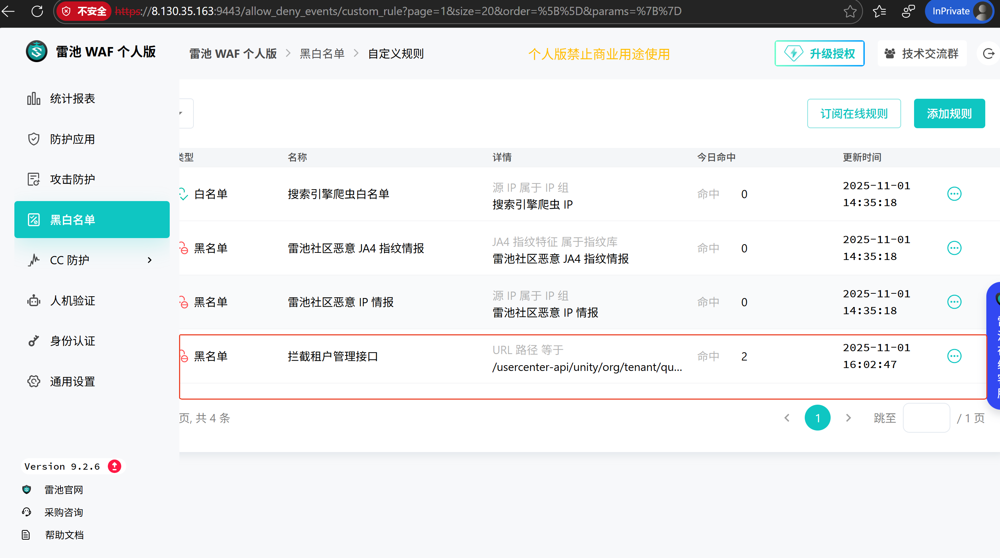 不安全 https://8.130.35.163:9443/allow_deny_events/custom_rule?page=1&size=20&order=%5B%5D&params=%7B%7D InPrivate
雷池 WAF 个人版
雷池 WAF 个人版 > 黑白名单 > 自定义规则
个人版禁止商业用途使用
升级授权
技术交流群
统计报表
防护应用
攻击防护
黑白名单
CC 防护
人机验证
身份认证
通用设置
Version 9.2.6
雷池官网
采购咨询
帮助文档
订阅在线规则
添加规则
类型 名称 详情 今日命中 更新时间
白名单 搜索引擎爬虫白名单 源 IP 属于 IP 组 命中 0 2025-11-01
搜索引擎爬虫 IP 14:35:18
黑名单 雷池社区恶意 JA4 指纹情报 JA4 指纹特征 属于指纹库 命中 0 2025-11-01
雷池社区恶意 JA4 指纹情报 14:35:18
黑名单 雷池社区恶意 IP 情报 源 IP 属于 IP 组 命中 0 2025-11-01
雷池社区恶意 IP 情报 14:35:18
黑名单 拦截租户管理接口 URL 路径 等于 命中 2 2025-11-01
/usercenter-api/unity/org/tenant/qu... 16:02:47
页, 共 4 条 1 跳至 / 1 页